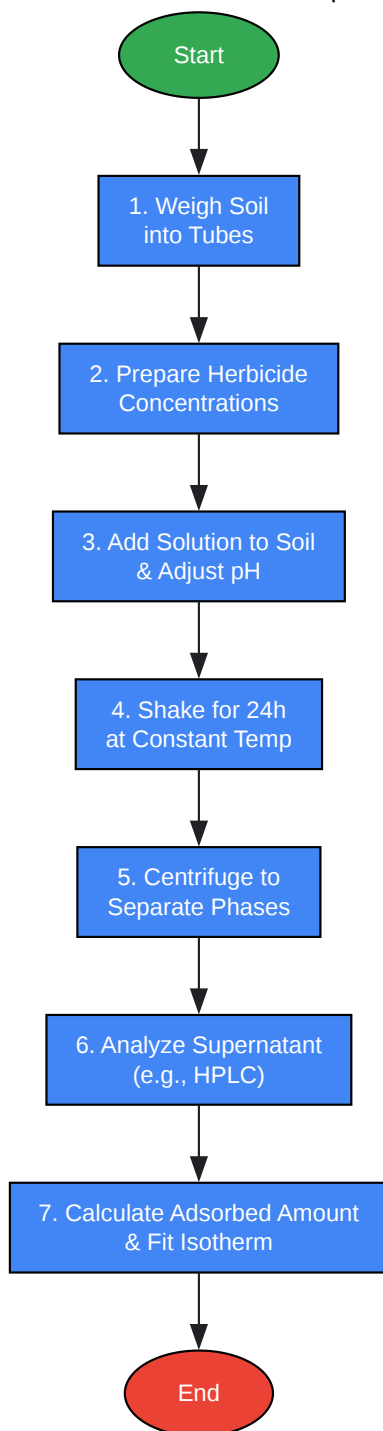 Start
1. Weigh Soil
into Tubes
2. Prepare Herbicide
Concentrations
3. Add Solution to Soil
& Adjust pH
4. Shake for 24h
at Constant Temp
5. Centrifuge to
Separate Phases
6. Analyze Supernatant
(e.g., HPLC)
7. Calculate Adsorbed Amount
& Fit Isotherm
End